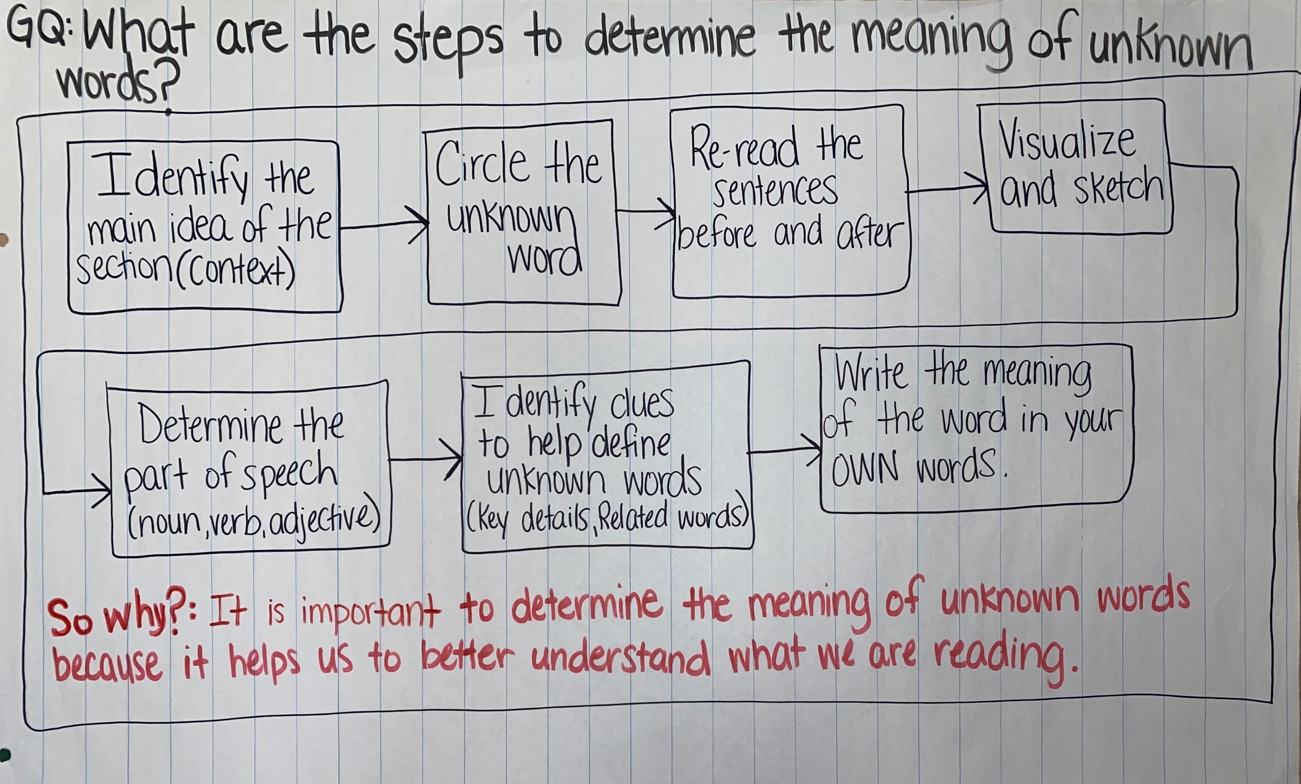 GQ: What are the steps to determine the meaning of unknown
words?
Identify the
main idea of the
section (Context)
Circle the
unknown
word
Re-read the
sentences
before and after
Visualize
and sketch
Determine the
part of speech
(noun, verb, adjective)
Identify clues
to help define
unknown words
(Key details, Related words)
Write the meaning
of the word in your
OWN words.
So why?: It is important to determine the meaning of unknown words
because it helps us to better understand what we are reading.